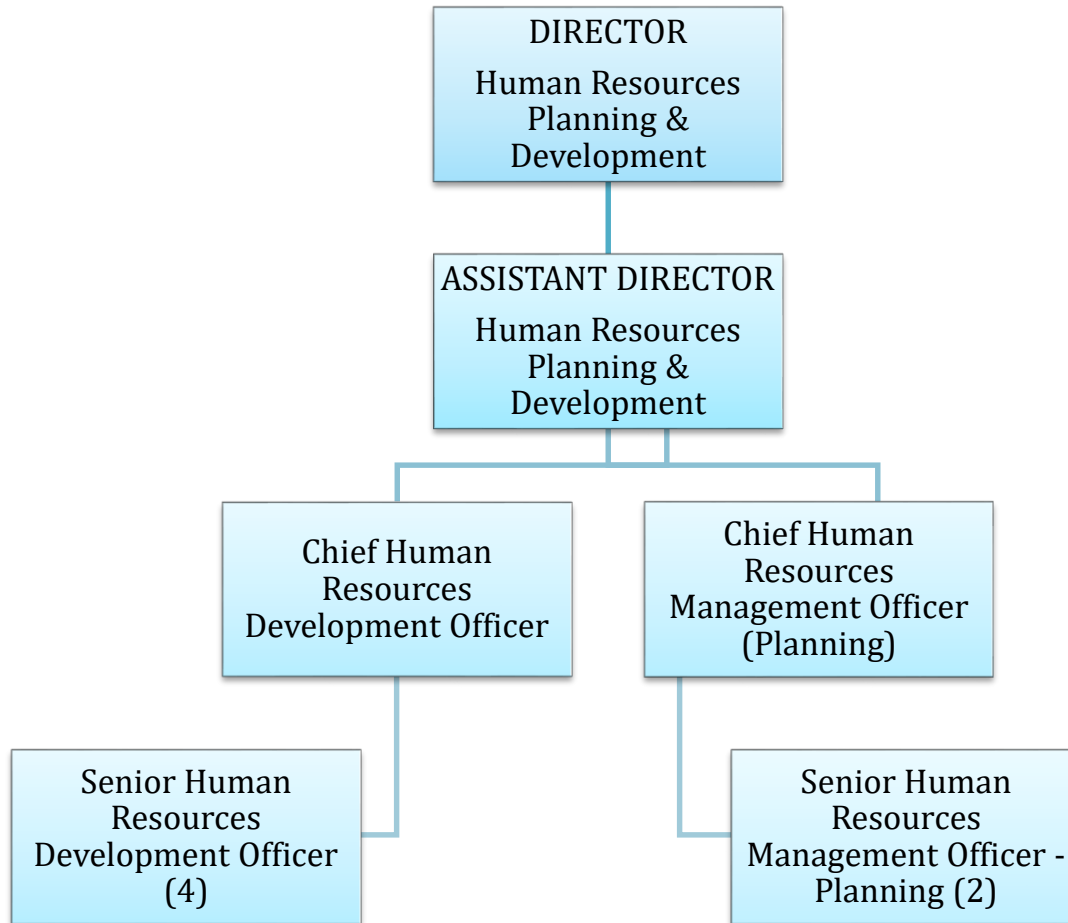 DIRECTOR
Human Resources
Planning &
Development
ASSISTANT DIRECTOR
Human Resources
Planning &
Development
Chief Human
Resources
Development Officer
Chief Human
Resources
Management Officer
(Planning)
Senior Human
Resources
Development Officer
(4)
Senior Human
Resources
Management Officer -
Planning (2)